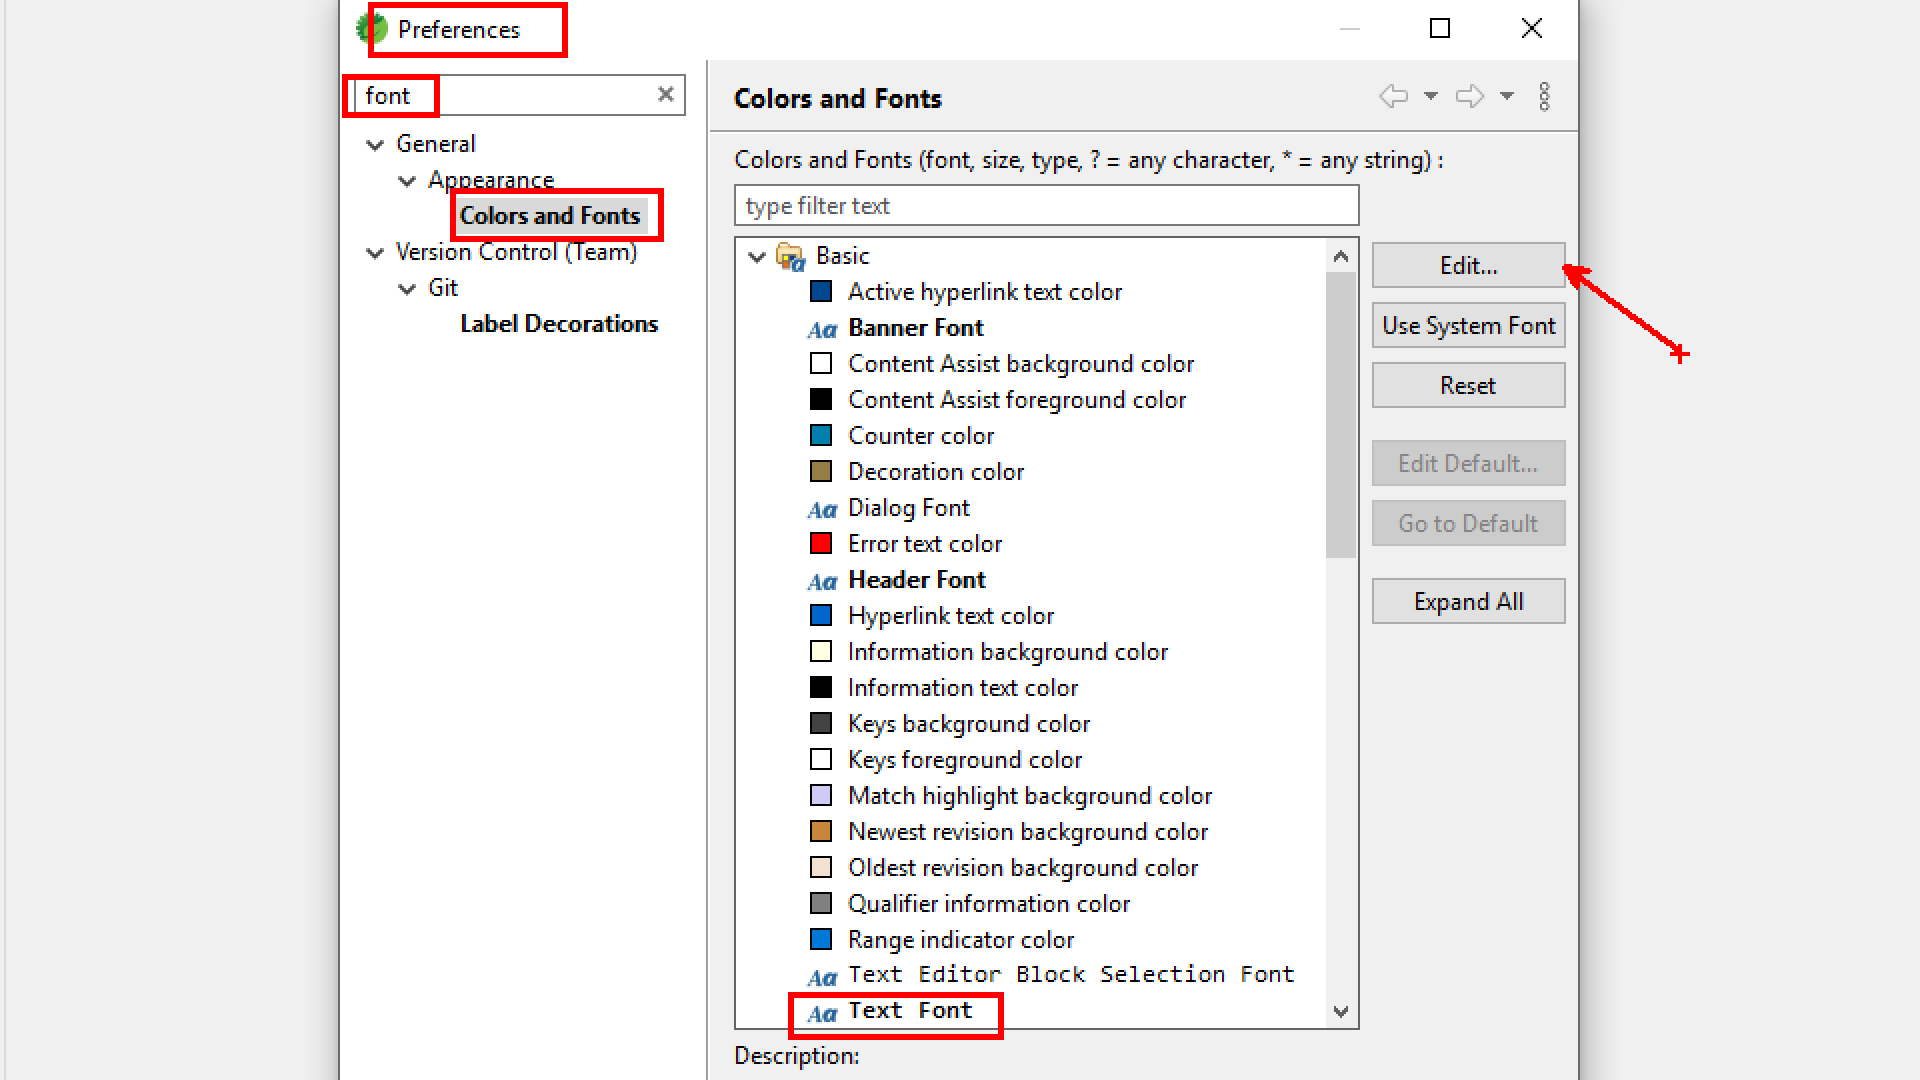 Preferences
font
General
Appearance
Colors and Fonts
Version Control (Team)
Git
Label Decorations
Colors and Fonts
Colors and Fonts (font, size, type, ? = any character, * = any string) :
type filter text
Basic
Active hyperlink text color
Aa Banner Font
Content Assist background color
Content Assist foreground color
Counter color
Decoration color
Aa Dialog Font
Error text color
Aa Header Font
Hyperlink text color
Information background color
Information text color
Keys background color
Keys foreground color
Match highlight background color
Newest revision background color
Oldest revision background color
Qualifier information color
Range indicator color
Aa Text Editor Block Selection Font
Aa Text Font
Edit...
Use System Font
Reset
Edit Default...
Go to Default
Expand All
Description: